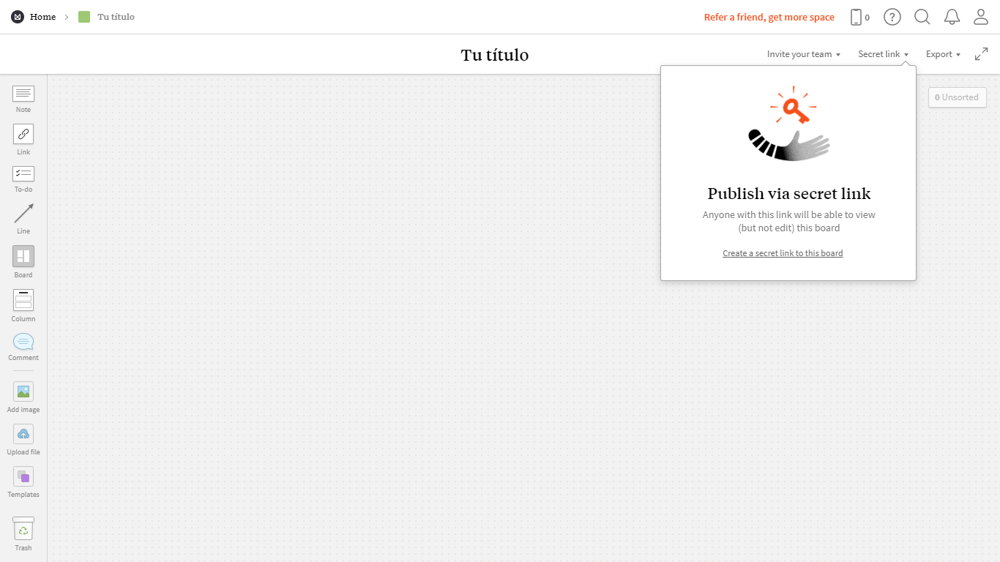 Home
Tu título
Refer a friend, get more space
0
?
Tu título
Invite your team
Secret link
Export
Note
Link
To-do
Line
Board
Column
Comment
Add image
Upload file
Templates
Trash
0 Unsorted
Publish via secret link
Anyone with this link will be able to view
(but not edit) this board
Create a secret link to this board